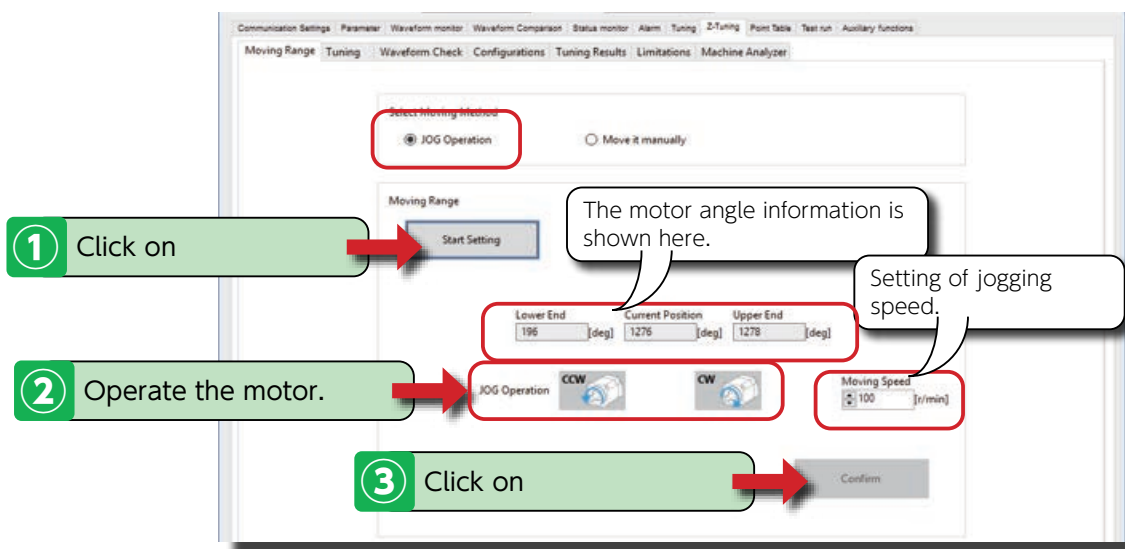 Communication Settings Parameter Waveform monitor Waveform Comparison Status monitor Alarm Tuning Z-Tuning Point Table Test run Auxiliary functions
Moving Range Tuning Waveform Check Configurations Tuning Results Limitations Machine Analyzer
Select Moving Method
JOG Operation Move it manually
Moving Range
The motor angle information is
shown here.
1 Click on
Start Setting
Setting of jogging
speed.
Lower End Current Position Upper End
196 [deg] 1276 [deg] 1278 [deg]
2 Operate the motor.
JOG Operation CCW CW
Moving Speed
100 [r/min]
3 Click on
Confirm